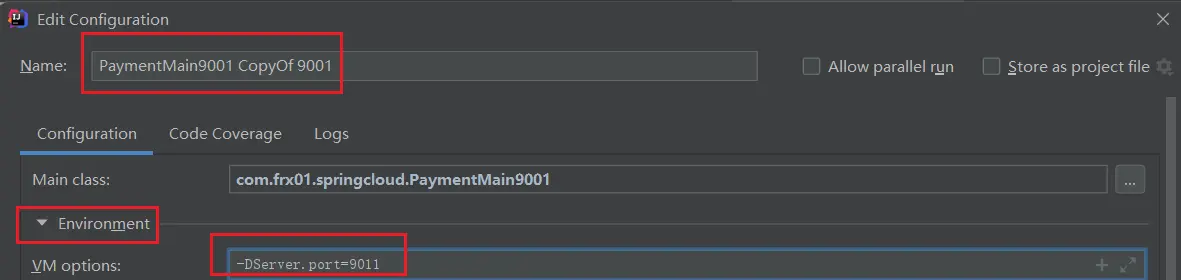 Edit Configuration
Name: PaymentMain9001 CopyOf 9001 Allow parallel run Store as project file
Configuration Code Coverage Logs
Main class: com.frx01.springcloud.PaymentMain9001 ...
Environment
VM options: -DServer.port=9011